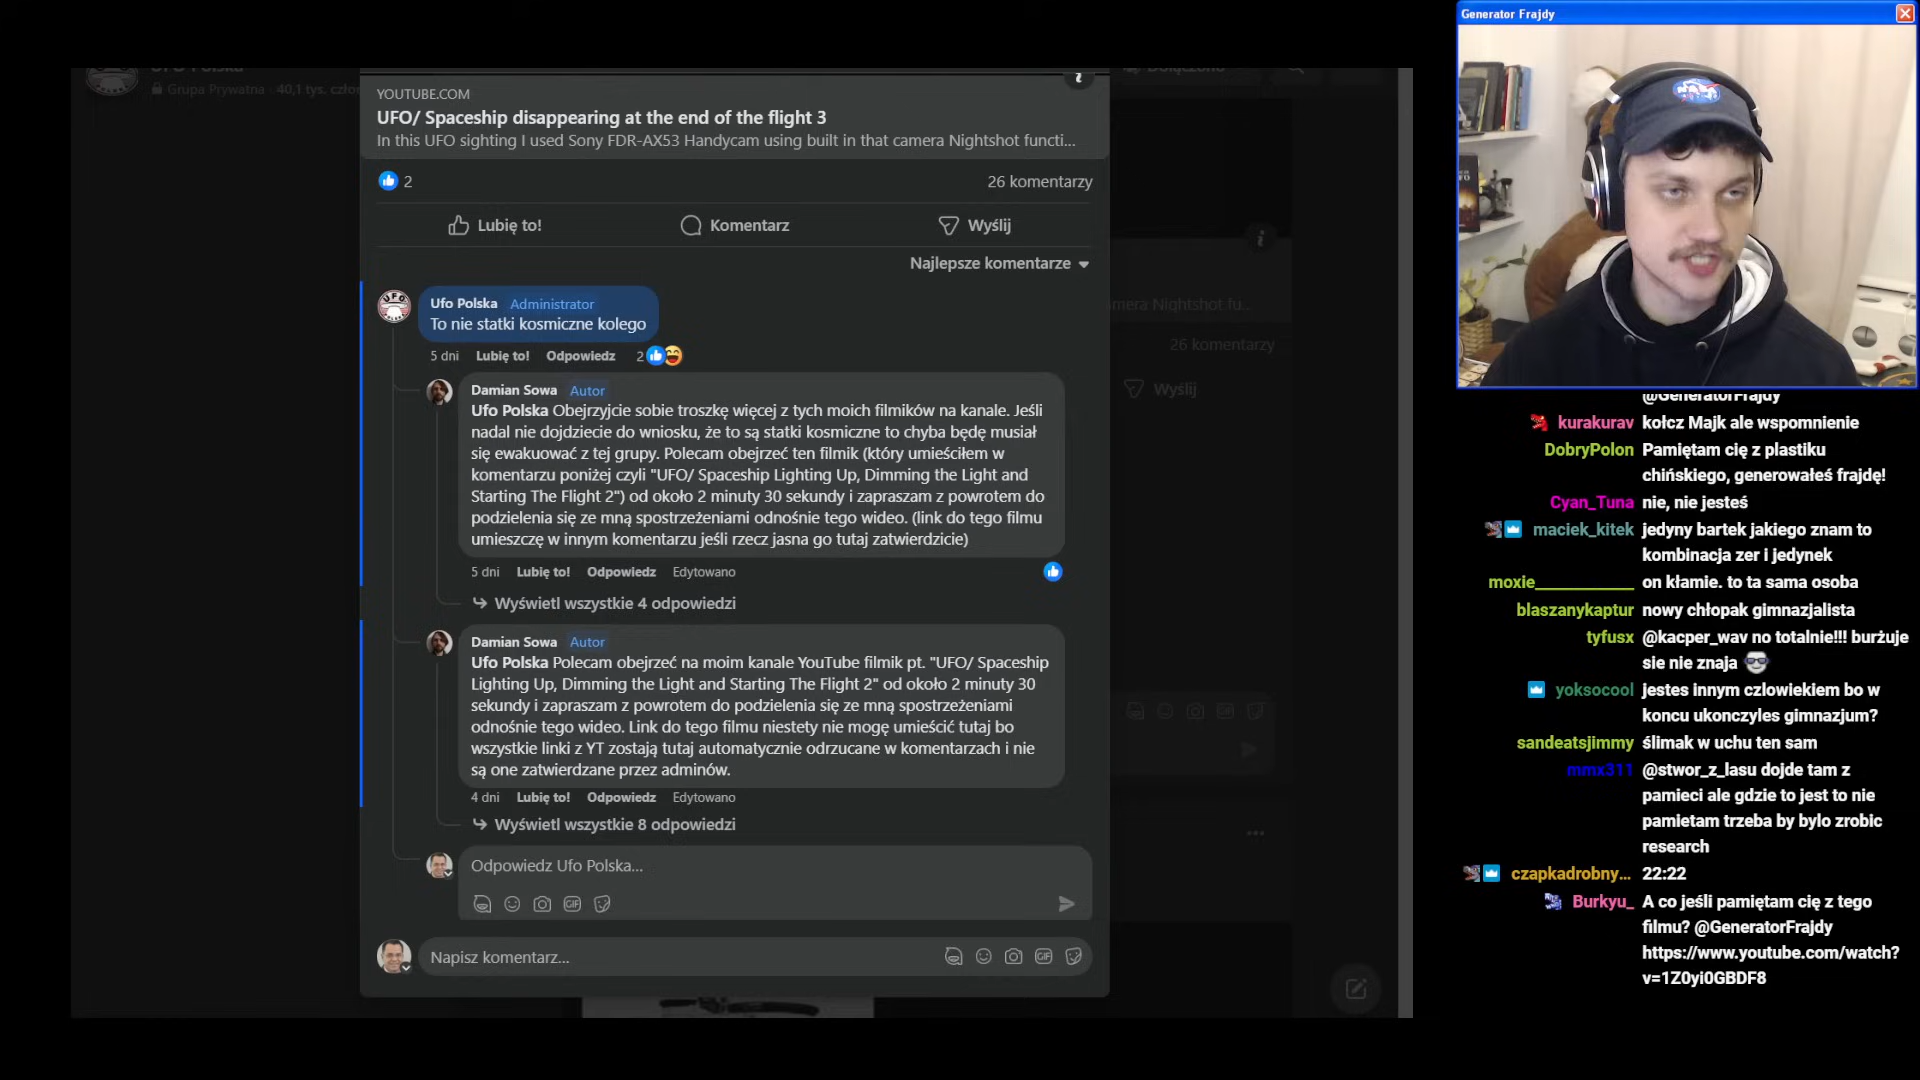 Generator Frajdy
UFO Polska
Grupa Prywatna · 40,1 tys.
YOUTUBE.COM
UFO/ Spaceship disappearing at the end of the flight 3
In this UFO sighting I used Sony FDR-AX53 Handycam using built in that camera Nightshot functi...
2
26 komentarzy
Lubię to!
Komentarz
Wyślij
Najlepsze komentarze
Ufo Polska Administrator
To nie statki kosmiczne kolego
5 dni Lubię to! Odpowiedz 2
Damian Sowa Autor
Ufo Polska Obejrzyjcie sobie troszkę więcej z tych moich filmików na kanale. Jeśli
nadal nie dojdziecie do wniosku, że to są statki kosmiczne to chyba będę musiał
się ewakuować z tej grupy. Polecam obejrzeć ten filmik (który umieściłem w
komentarzu poniżej czyli "UFO/ Spaceship Lighting Up, Dimming the Light and
Starting The Flight 2") od około 2 minuty 30 sekundy i zapraszam z powrotem do
podzielenia się ze mną spostrzeżeniami odnośnie tego wideo. (link do tego filmu
umieszczę w innym komentarzu jeśli rzecz jasna go tutaj zatwierdzicie)
5 dni Lubię to! Odpowiedz Edytowano
Wyświetl wszystkie 4 odpowiedzi
Damian Sowa Autor
Ufo Polska Polecam obejrzeć na moim kanale YouTube filmik pt. "UFO/ Spaceship
Lighting Up, Dimming the Light and Starting The Flight 2" od około 2 minuty 30
sekundy i zapraszam z powrotem do podzielenia się ze mną spostrzeżeniami
odnośnie tego wideo. Link do tego filmu niestety nie mogę umieścić tutaj bo
wszystkie linki z YT zostają tutaj automatycznie odrzucane w komentarzach i nie
są one zatwierdzane przez adminów.
4 dni Lubię to! Odpowiedz Edytowano
Wyświetl wszystkie 8 odpowiedzi
Odpowiedz Ufo Polska...
GIF
Napisz komentarz...
GIF
Nightshot fu...
26 komentarzy
Wyślij
@GeneratorFrajdy
kurakurav kołcz Majk ale wspomnienie
DobryPolon Pamiętam cię z plastiku
chińskiego, generowałeś frajdę!
Cyan_Tuna nie, nie jesteś
maciek_kitek jedyny bartek jakiego znam to
kombinacja zer i jedynek
moxie____________ on kłamie. to ta sama osoba
blaszanykaptur nowy chłopak gimnazjalista
tyfusx @kacper_wav no totalnie!!! burżuje
sie nie znaja
yoksocool jestes innym czlowiekiem bo w
koncu ukonczyles gimnazjum?
sandeatsjimmy ślimak w uchu ten sam
mmx311 @stwor_z_lasu dojde tam z
pamieci ale gdzie to jest to nie
pamietam trzeba by bylo zrobic
research
czapkadrobny... 22:22
Burkyu_ A co jeśli pamiętam cię z tego
filmu? @GeneratorFrajdy
https://www.youtube.com/watch?
v=1Z0yi0GBDF8